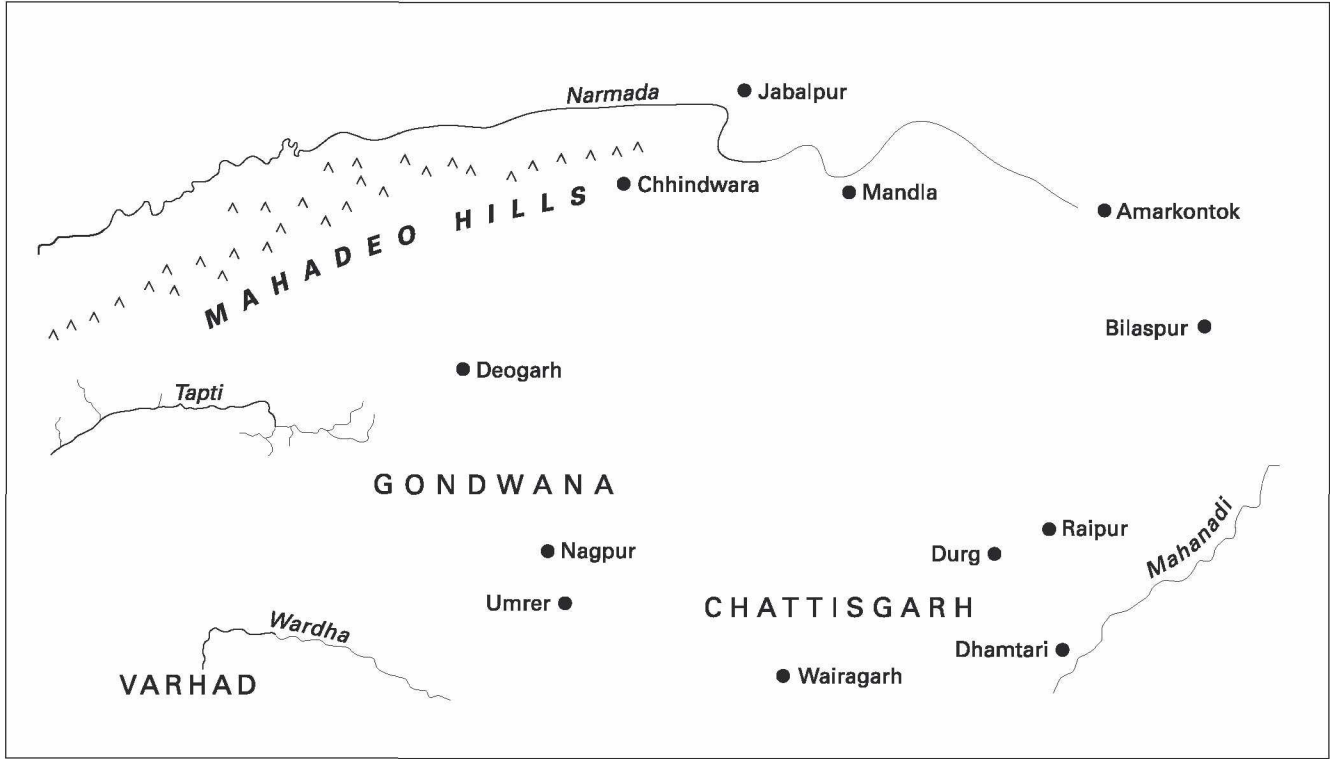 Jabalpur
Narmada
Chhindwara
Mandla
Amarkontok
MAHADEO HILLS
Bilaspur
Deogarh
Tapti
GONDWANA
Raipur
Mahanadi
Nagpur
Durg
Umrer
CHATTISGARH
Wardha
Dhamtari
Wairagarh
VARHAD